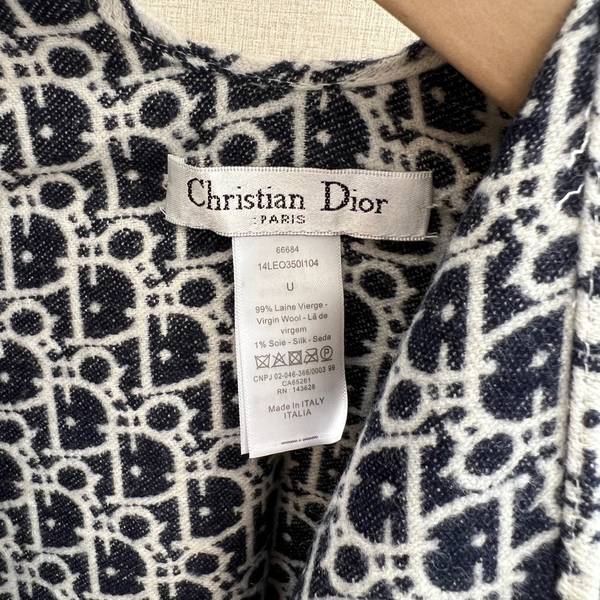 Christian Dior
:PARIS
66684
14LEO350I104
U
99% Laine Vierge -
Virgin Wool - Lã de
virgem
1% Soie - Silk - Seda
CNPJ 02-046-366/0003 99
CA65261
RN : 143628
Made In ITALY
ITALIA